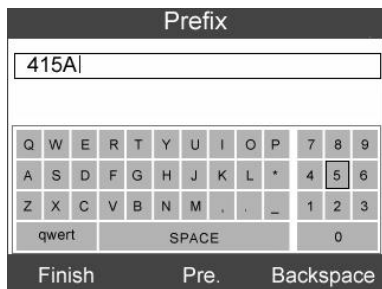 Prefix
415A
Q W E R T Y U I O P 7 8 9
A S D F G H J K L * 4 5 6
Z X C V B N M , . _ 1 2 3
qwert SPACE 0
Finish Pre. Backspace